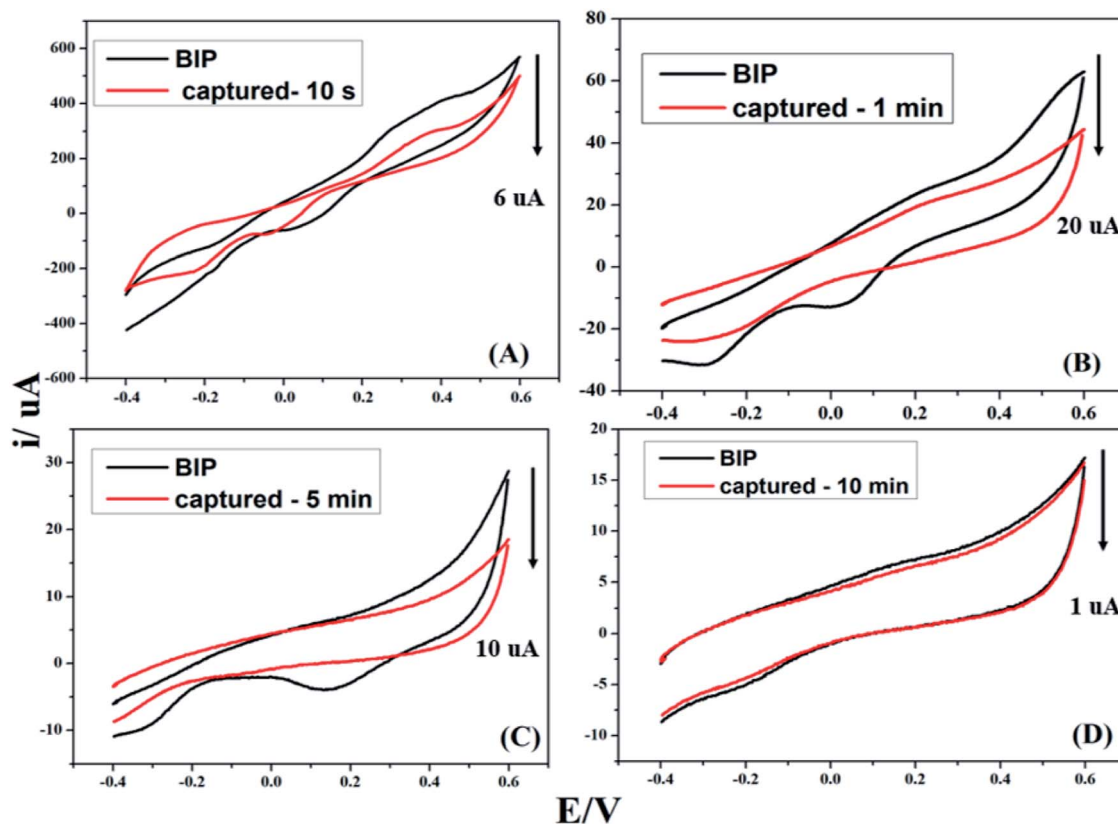 600
400
200
0
-200
-400
-600
BIP
captured- 10 s
6 uA
(A)
-0.4 -0.2 0.0 0.2 0.4 0.6
80
60
40
20
0
-20
-40
BIP
captured - 1 min
20 uA
(B)
-0.4 -0.2 0.0 0.2 0.4 0.6
i/ uA
30
20
10
0
-10
BIP
captured - 5 min
10 uA
(C)
-0.4 -0.2 0.0 0.2 0.4 0.6
20
15
10
5
0
-5
-10
BIP
captured - 10 min
1 uA
(D)
-0.4 -0.2 0.0 0.2 0.4 0.6
E/V